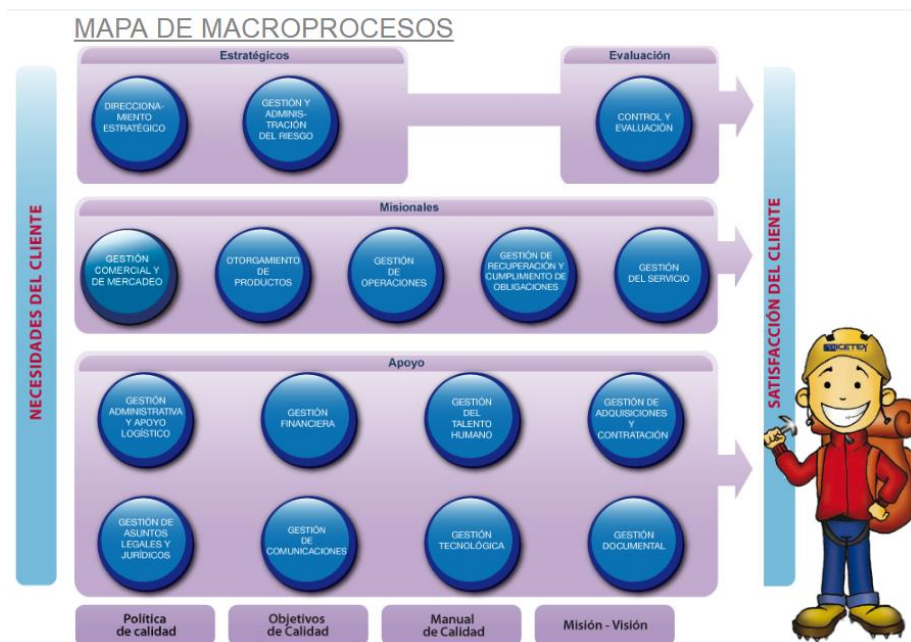 MAPA DE MACROPROCESOS
NECESIDADES DEL CLIENTE
Estratégicos
DIRECCIONA-
MIENTO
ESTRATÉGICO
GESTIÓN Y
ADMINIS-
TRACIÓN
DEL RIESGO
Evaluación
CONTROL Y
EVALUACIÓN
Misionales
GESTIÓN
COMERCIAL Y
DE MERCADEO
OTORGAMIENTO
DE
PRODUCTOS
GESTIÓN
DE
OPERACIONES
GESTIÓN DE
RECUPERACIÓN Y
CUMPLIMIENTO DE
OBLIGACIONES
GESTIÓN
DEL SERVICIO
Apoyo
GESTIÓN
ADMINISTRATIVA
Y APOYO
LOGÍSTICO
GESTIÓN
FINANCIERA
GESTIÓN
DEL
TALENTO
HUMANO
GESTIÓN DE
ADQUISICIONES
Y
CONTRATACIÓN
GESTIÓN DE
ASUNTOS
LEGALES Y
JURÍDICOS
GESTIÓN
DE
COMUNICACIONES
GESTIÓN
TECNOLÓGICA
GESTIÓN
DOCUMENTAL
SATISFACCIÓN DEL CLIENTE
ICETEX
Política
de calidad
Objetivos
de Calidad
Manual
de Calidad
Misión - Visión